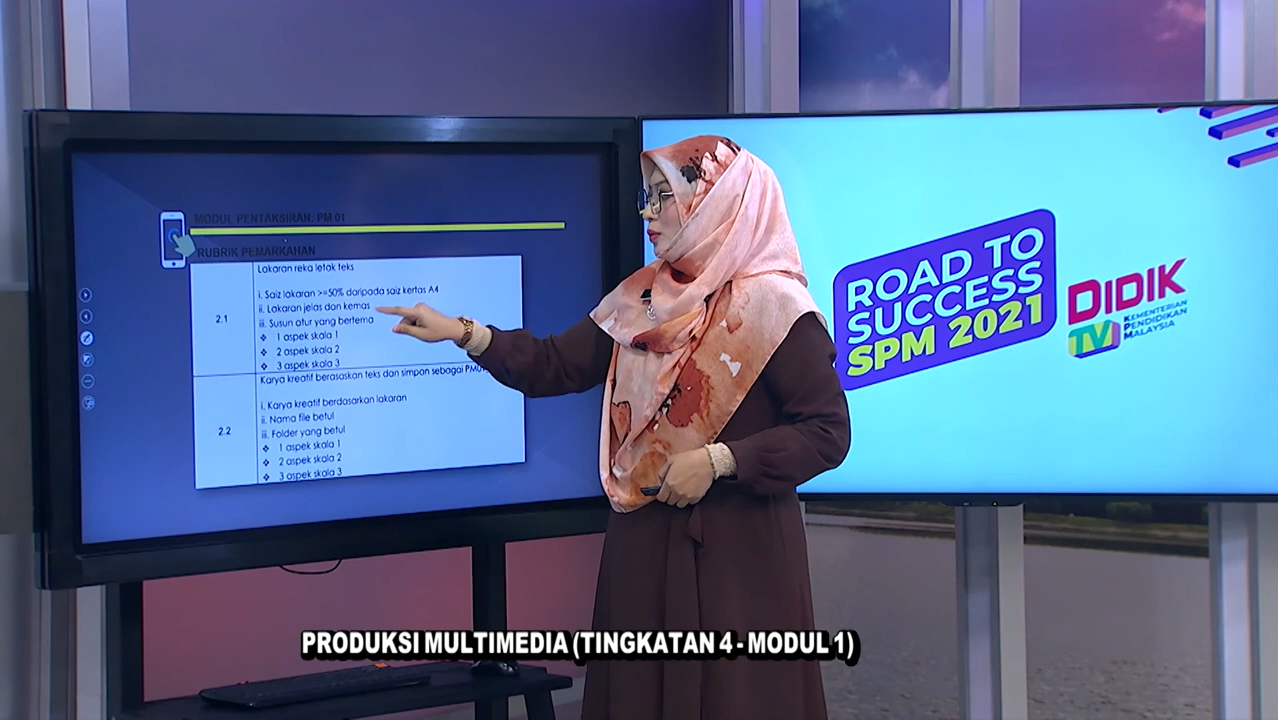 MODUL PENTAKSIRAN: PM 01
RUBRIK PEMARKAHAN
2.1
Lakaran reka letak teks
i. Saiz lakaran >=50% daripada saiz kertas A4
ii. Lakaran jelas dan kemas
iii. Susun atur yang bertema
❖ 1 aspek skala 1
❖ 2 aspek skala 2
❖ 3 aspek skala 3
2.2
Karya kreatif berasaskan teks dan simpan sebagai
i. Karya kreatif berdasarkan lakaran
ii. Nama file betul
iii. Folder yang betul
❖ 1 aspek skala 1
❖ 2 aspek skala 2
❖ 3 aspek skala 3
ROAD TO
SUCCESS
SPM 2021
DIDIK
TV
KEMENTERIAN
PENDIDIKAN
MALAYSIA
PRODUKSI MULTIMEDIA (TINGKATAN 4 - MODUL 1)